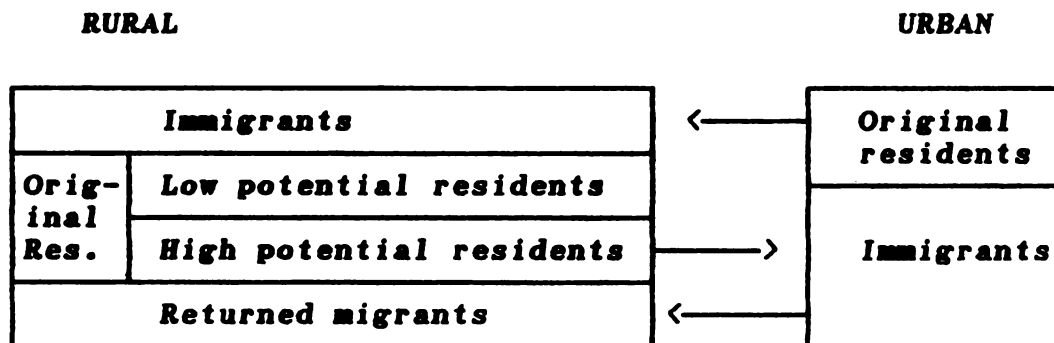 RURAL
URBAN
Immigrants
Original
residents
Orig-
inal
Res.
Low potential residents
High potential residents
Immigrants
Returned migrants